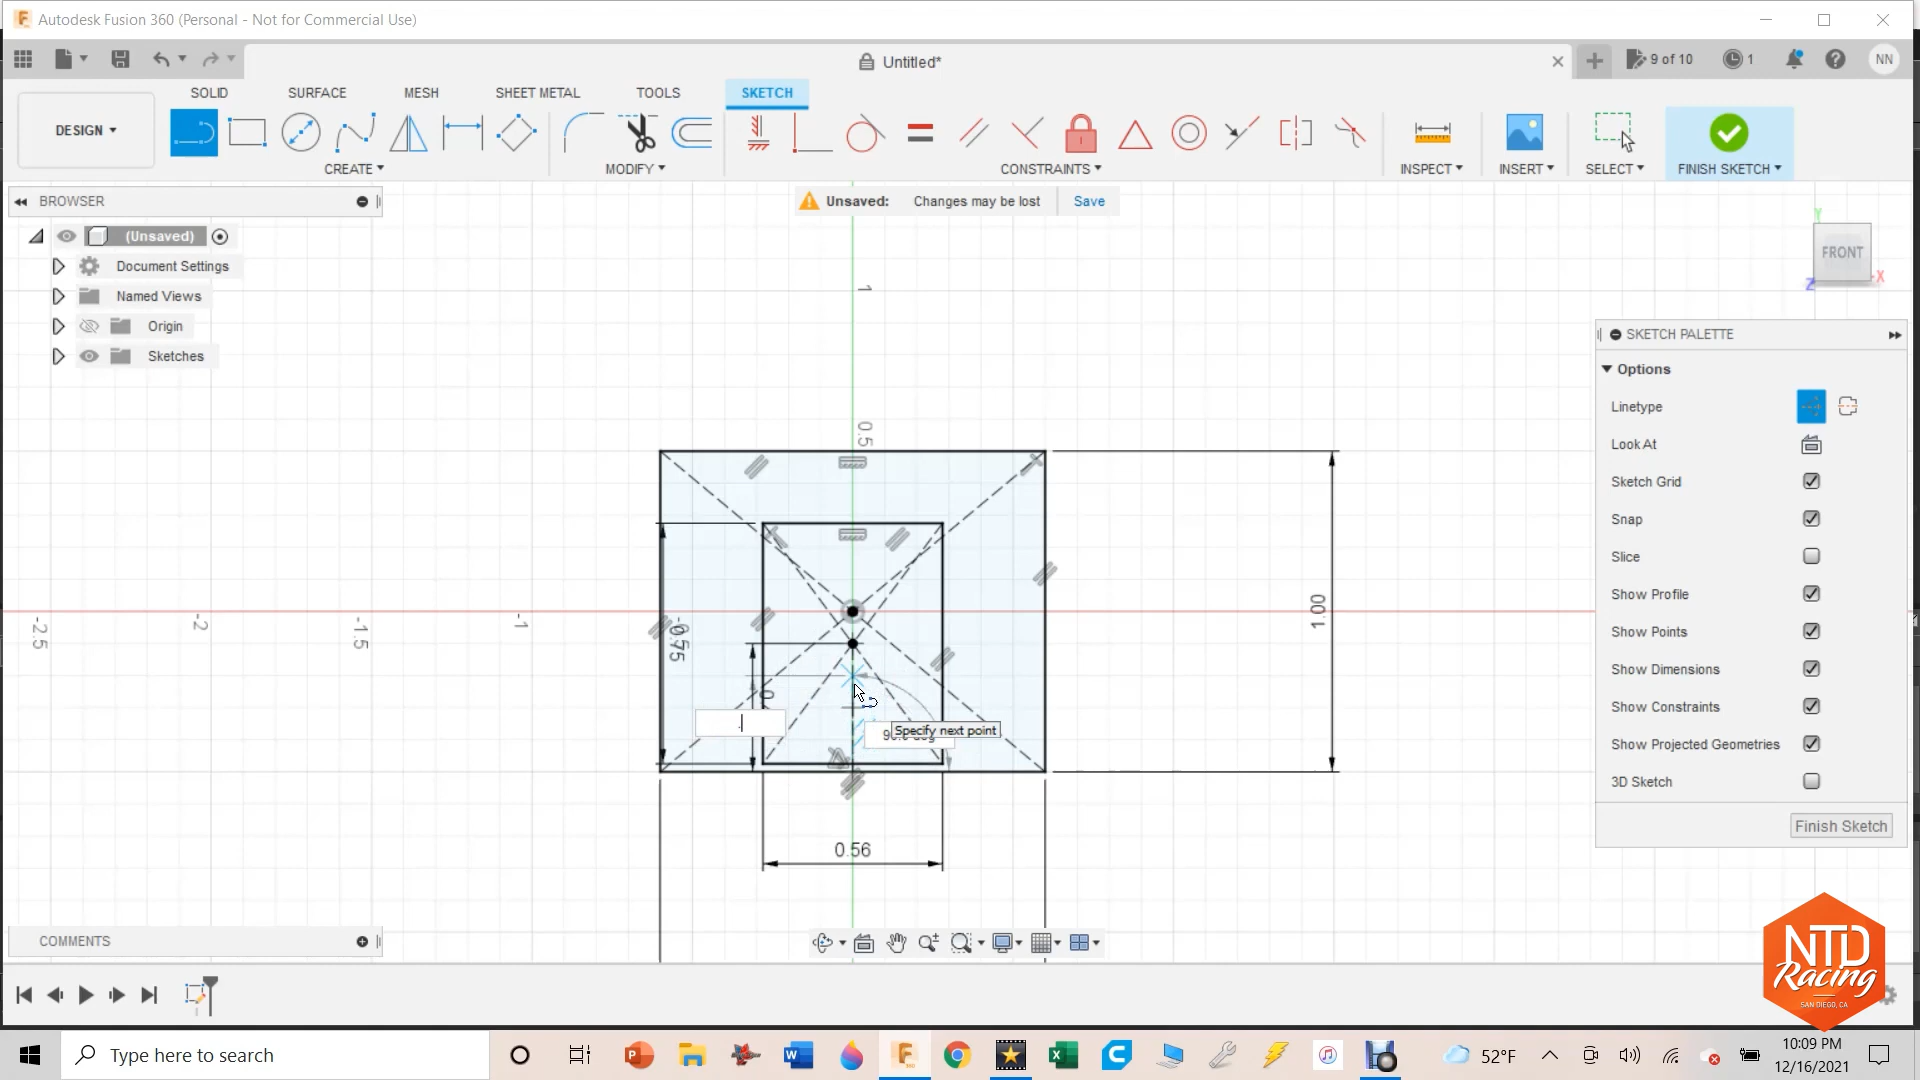 Autodesk Fusion 360 (Personal - Not for Commercial Use)
Untitled*
9 of 10
1
NN
SOLID
SURFACE
MESH
SHEET METAL
TOOLS
SKETCH
DESIGN
CREATE
MODIFY
CONSTRAINTS
INSPECT
INSERT
SELECT
FINISH SKETCH
BROWSER
Unsaved: Changes may be lost Save
(Unsaved)
Document Settings
Named Views
Origin
Sketches
Y
FRONT
X
Z
SKETCH PALETTE
Options
Linetype
Look At
Sketch Grid
Snap
Slice
Show Profile
Show Points
Show Dimensions
Show Constraints
Show Projected Geometries
3D Sketch
Finish Sketch
1
0.5
-2.5
-2
-1.5
-1
1.00
Specify next point
0.56
COMMENTS
NTD
Racing
SAN DIEGO, CA
Type here to search
52°F
10:09 PM
12/16/2021